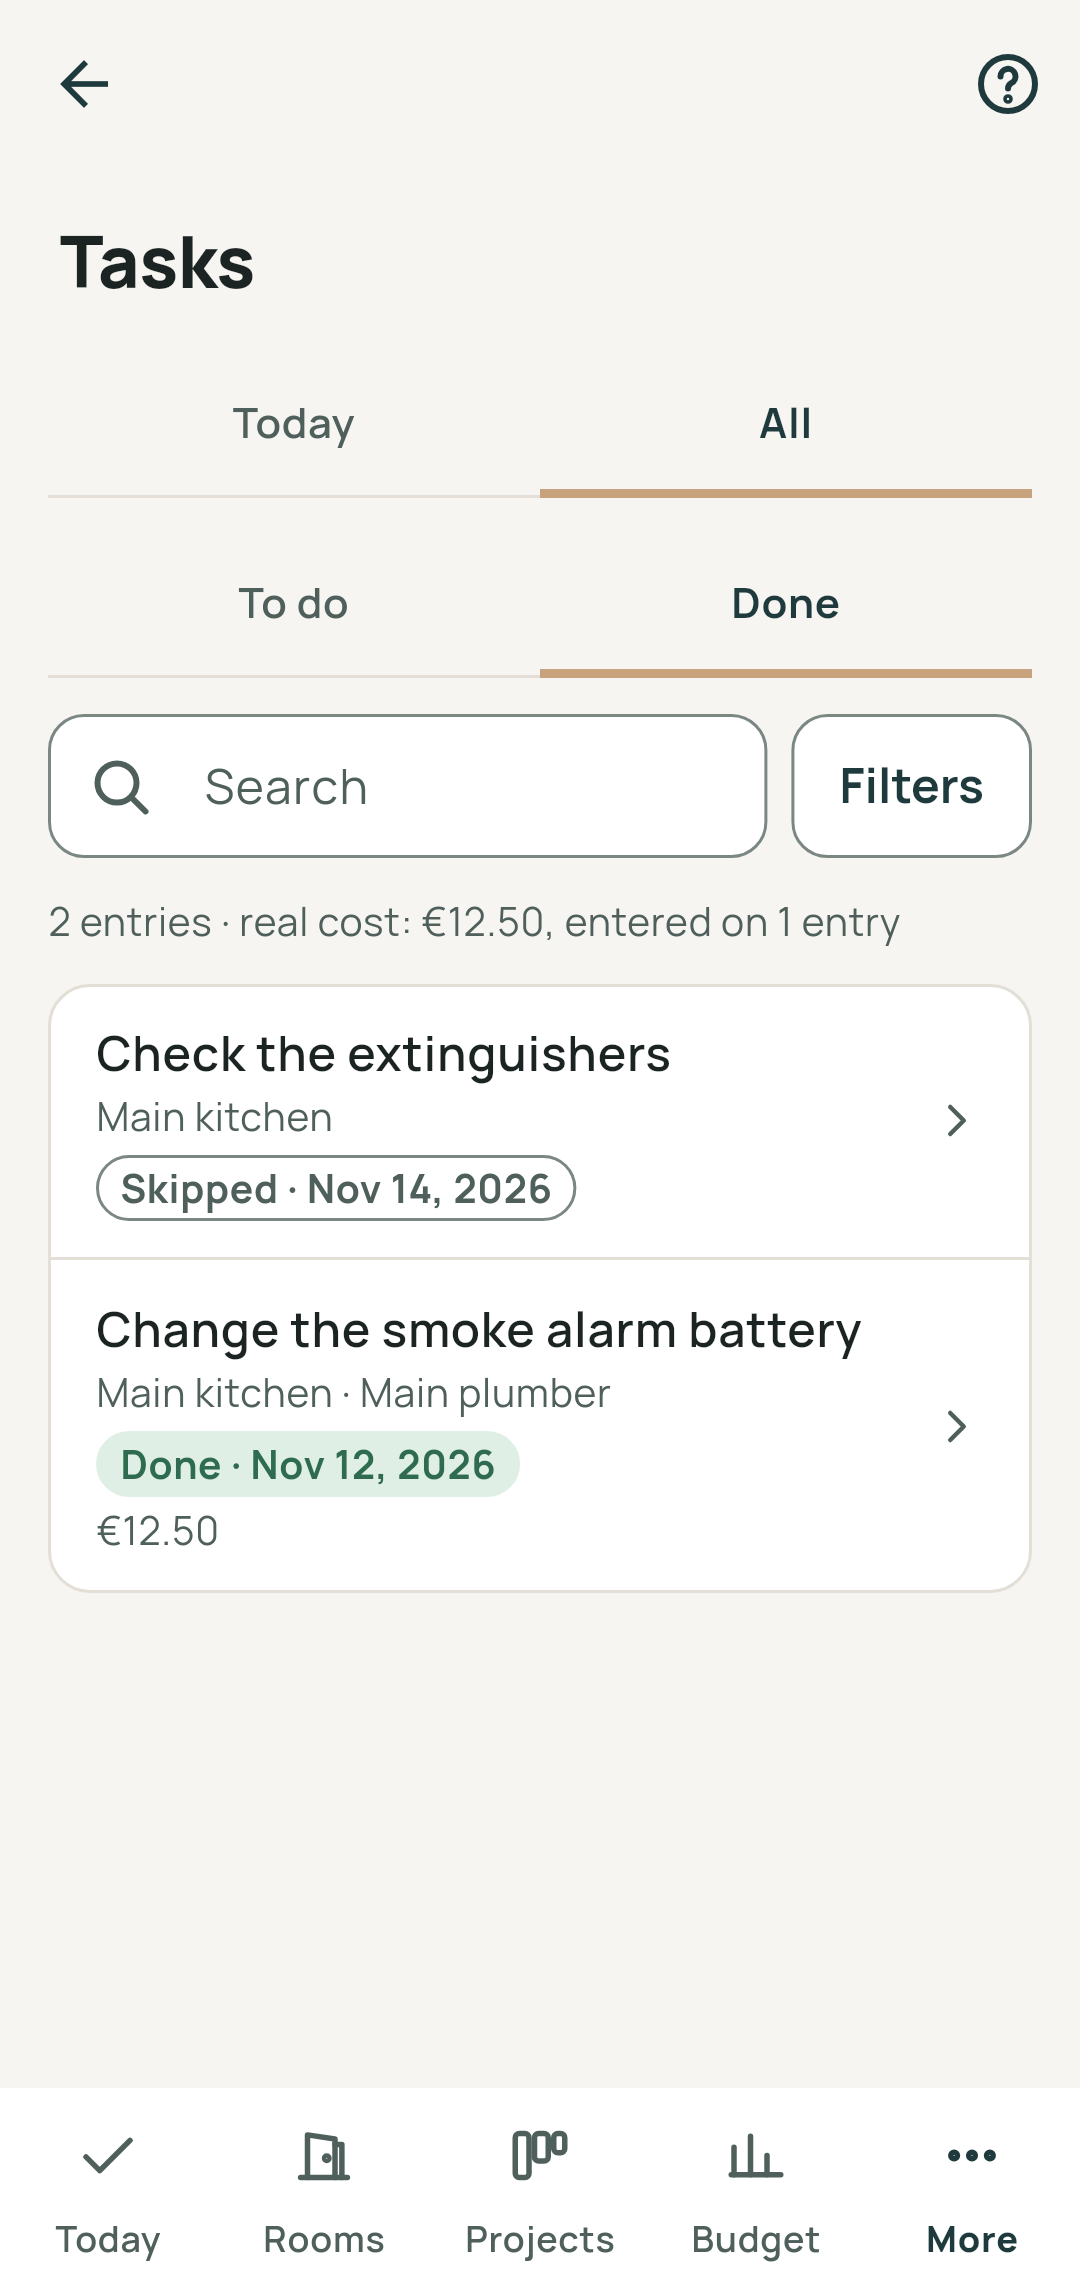 Tasks
Today
All
To do
Done
Search
Filters
2 entries · real cost: €12.50, entered on 1 entry
Check the extinguishers
Main kitchen
Skipped · Nov 14, 2026
Change the smoke alarm battery
Main kitchen · Main plumber
Done · Nov 12, 2026
€12.50
Today
Rooms
Projects
Budget
More